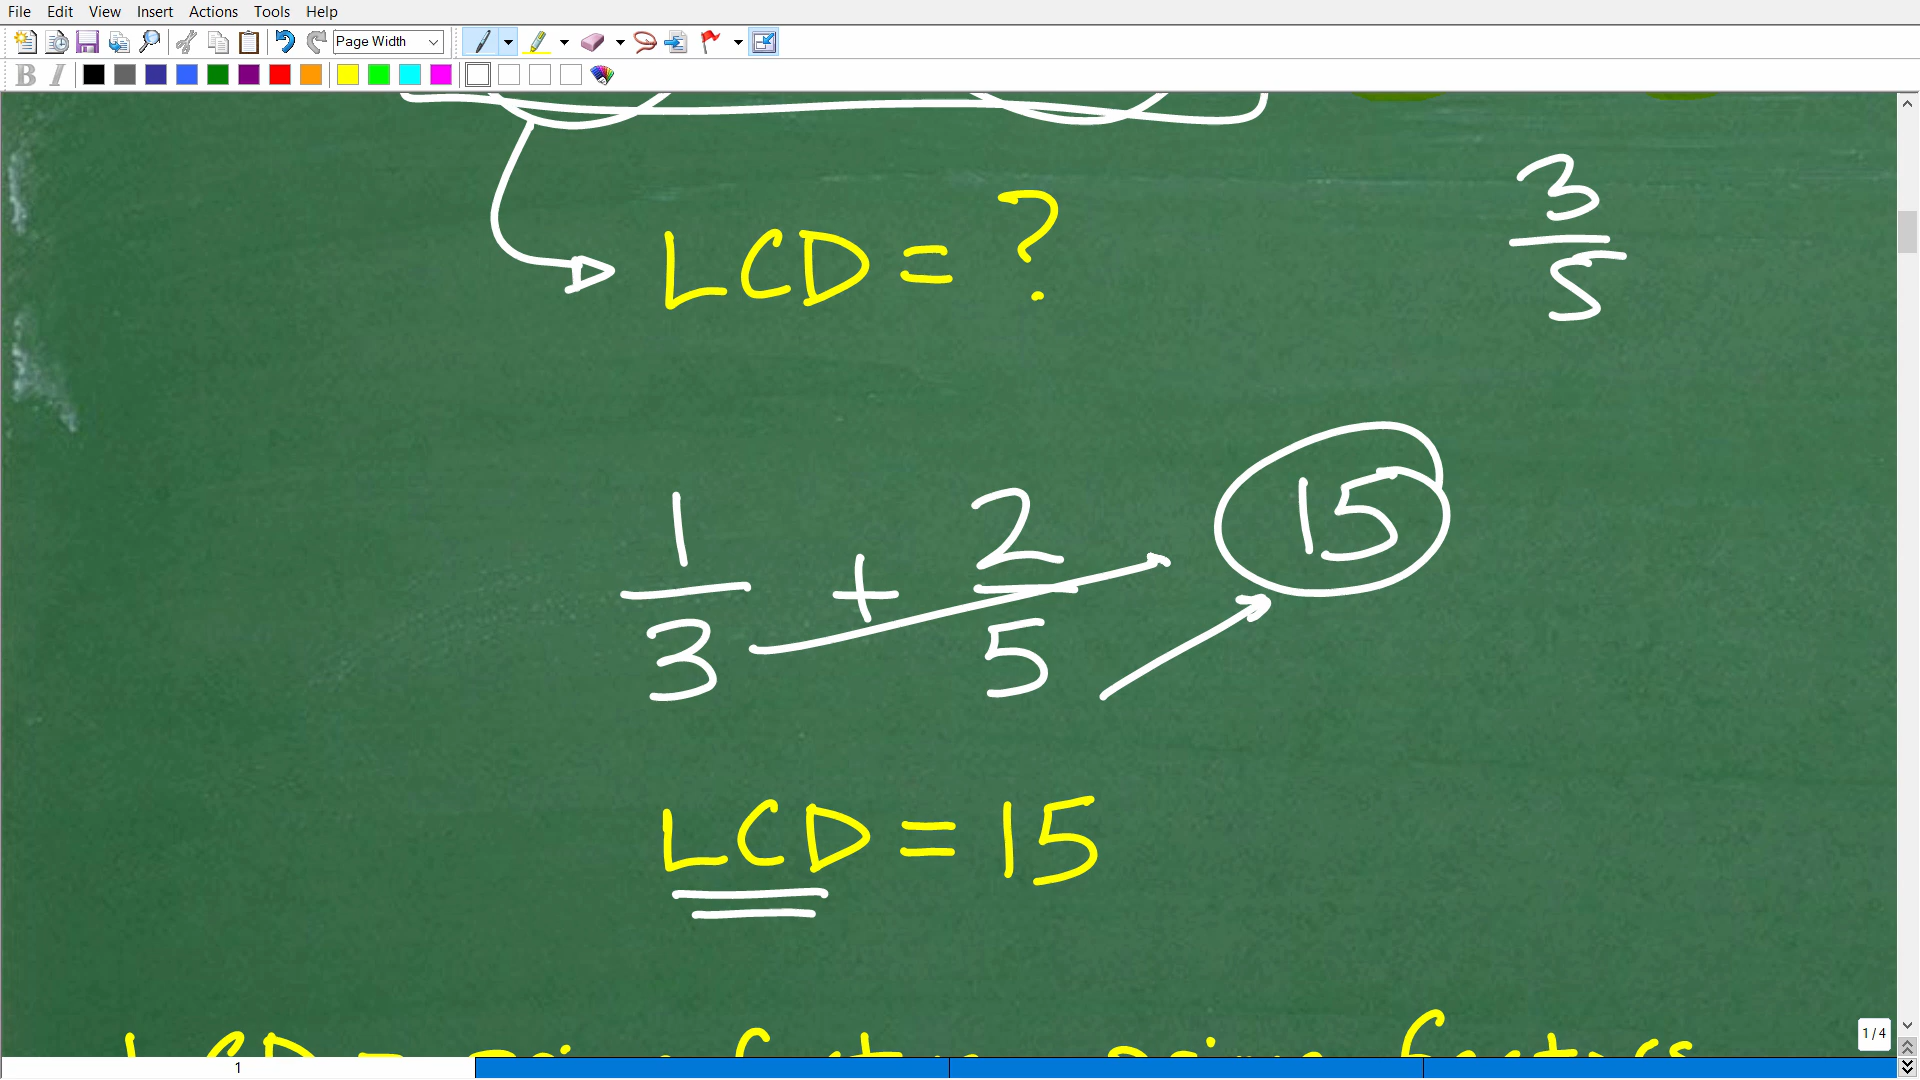 File Edit View Insert Actions Tools Help
Page Width
B I
LCD = ?
3
5
1/3 + 2/5
15
LCD = 15
1 / 4
1